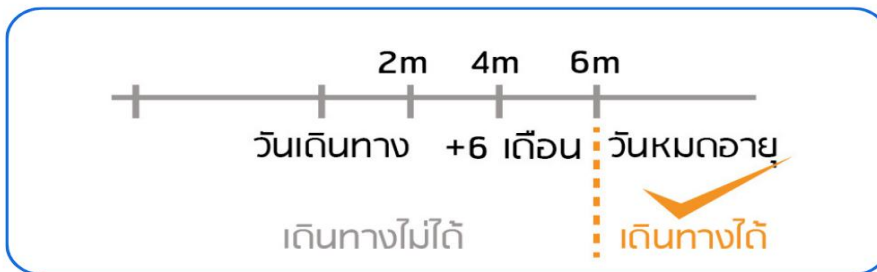 2m 4m 6m
วันเดินทาง +6 เดือน วันหมดอายุ
เดินทางไม่ได้ เดินทางได้